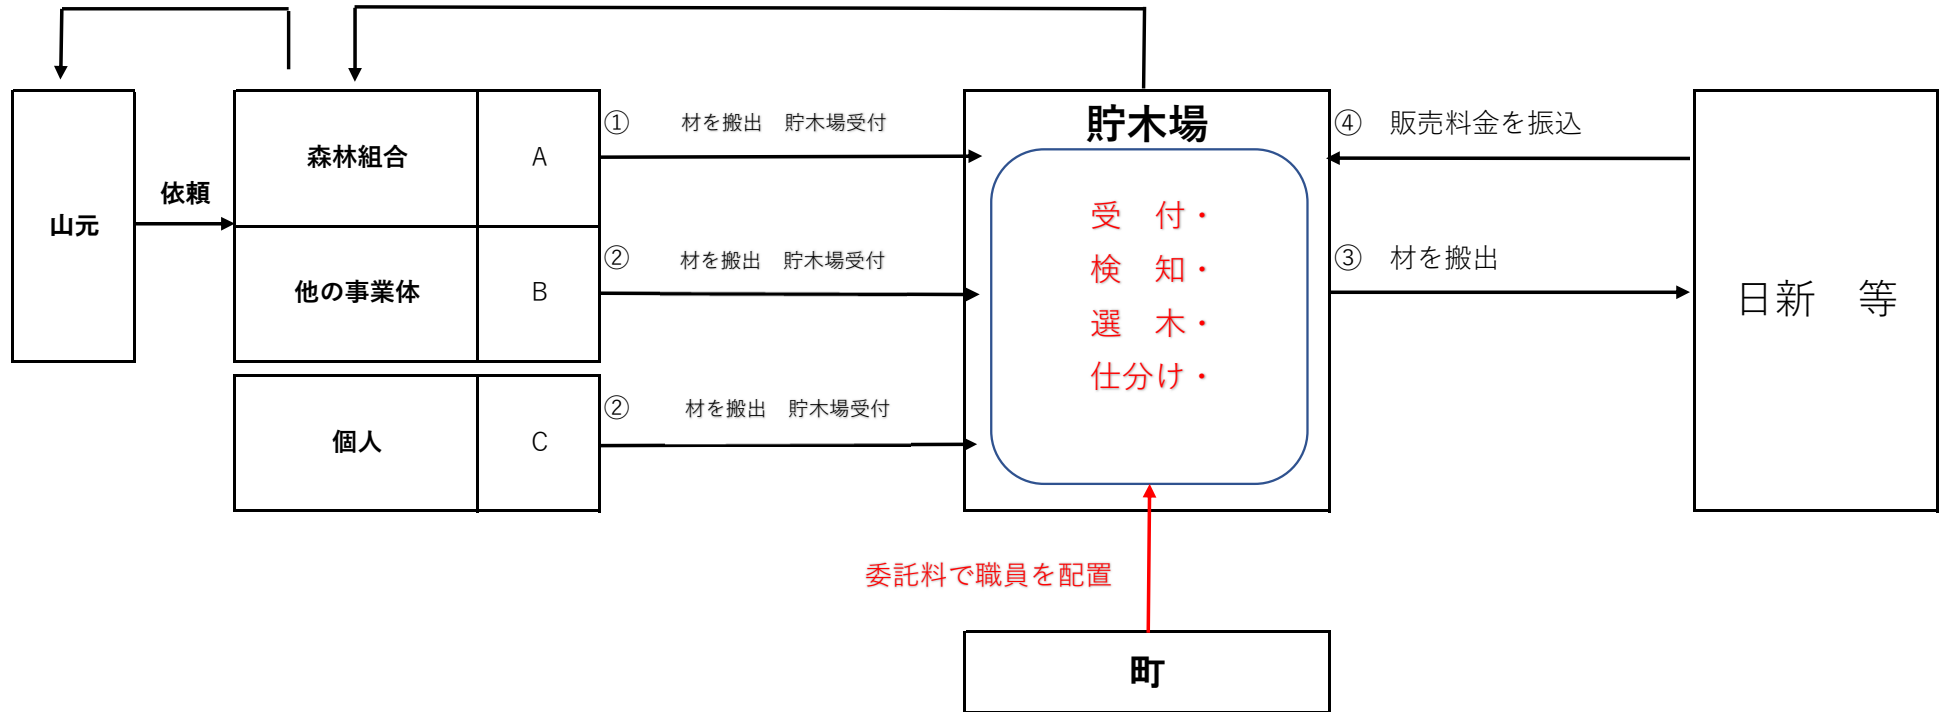 山元
依頼
森林組合
A
他の事業体
B
個人
C
① 材を搬出 貯木場受付
② 材を搬出 貯木場受付
② 材を搬出 貯木場受付
貯木場
受 付・
検 知・
選 木・
仕分け・
④ 販売料金を振込
③ 材を搬出
日新 等
委託料で職員を配置
町